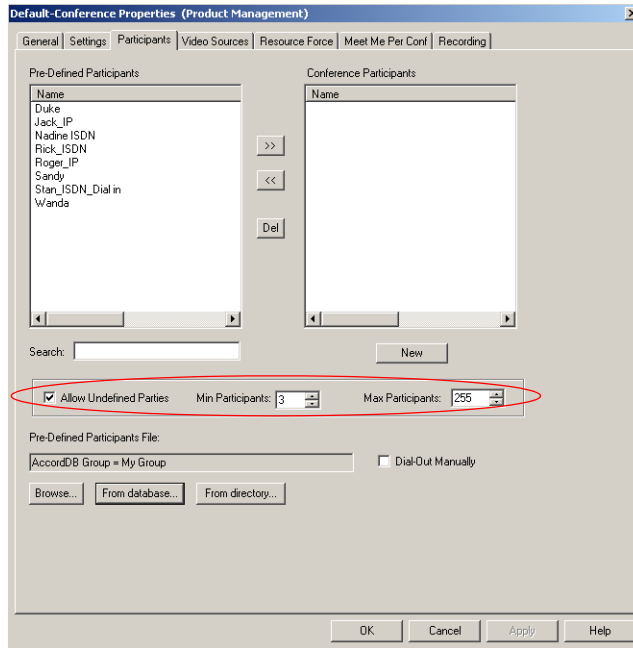 Default-Conference Properties (Product Management)
General Settings Participants Video Sources Resource Force Meet Me Per Conf Recording
Pre-Defined Participants
Conference Participants
Name
Name
Duke
Jack_IP
Nadine ISDN
Rick_ISDN
Roger_IP
Sandy
Stan_ISDN_Dial in
Wanda
>>
<<
Del
Search:
New
Allow Undefined Parties Min Participants: 3 Max Participants: 255
Pre-Defined Participants File:
AccordDB Group = My Group
Dial-Out Manually
Browse... From database... From directory...
OK Cancel Apply Help